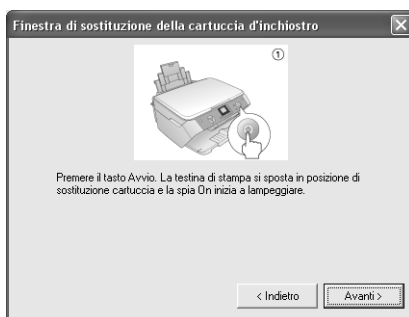 Finestra di sostituzione della cartuccia d'inchiostro
1
Premere il tasto Avvio. La testina di stampa si sposta in posizione di
sostituzione cartuccia e la spia On inizia a lampeggiare.
< Indietro
Avanti >